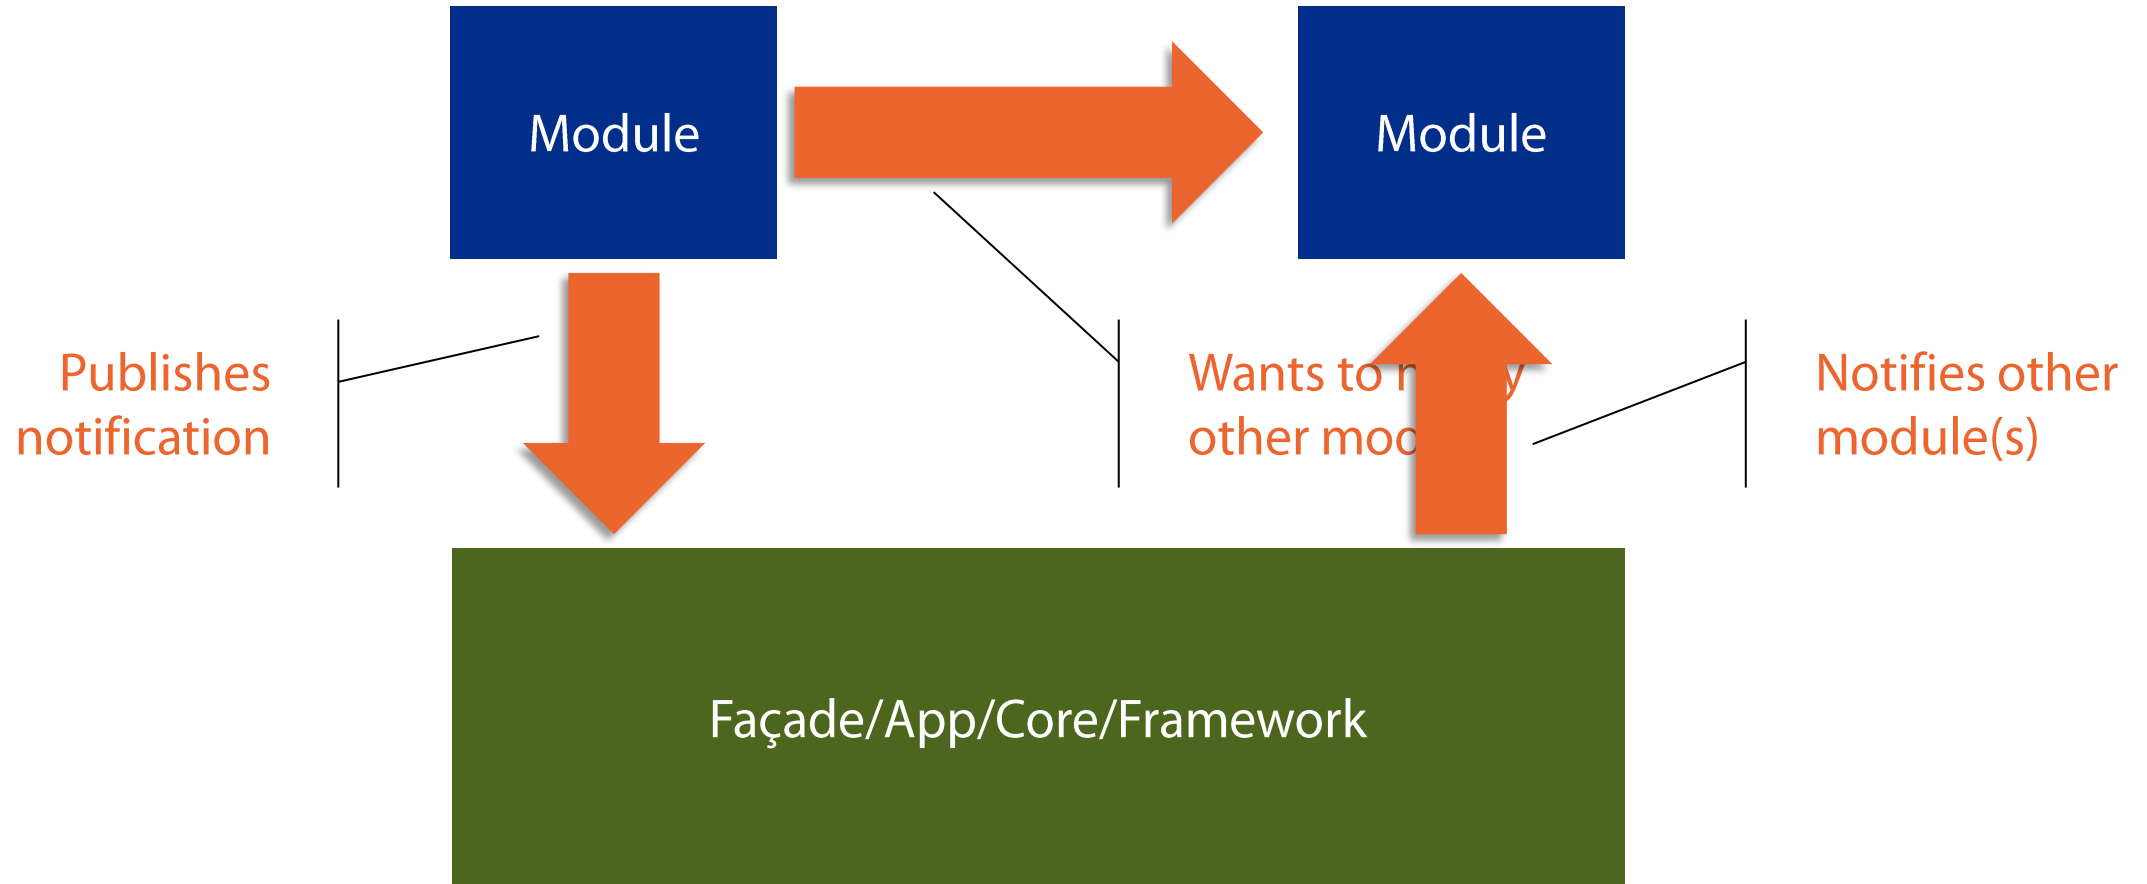 Module
Module
Publishes
notification
Wants to
other
Notifies other
module(s)
Façade/App/Core/Framework